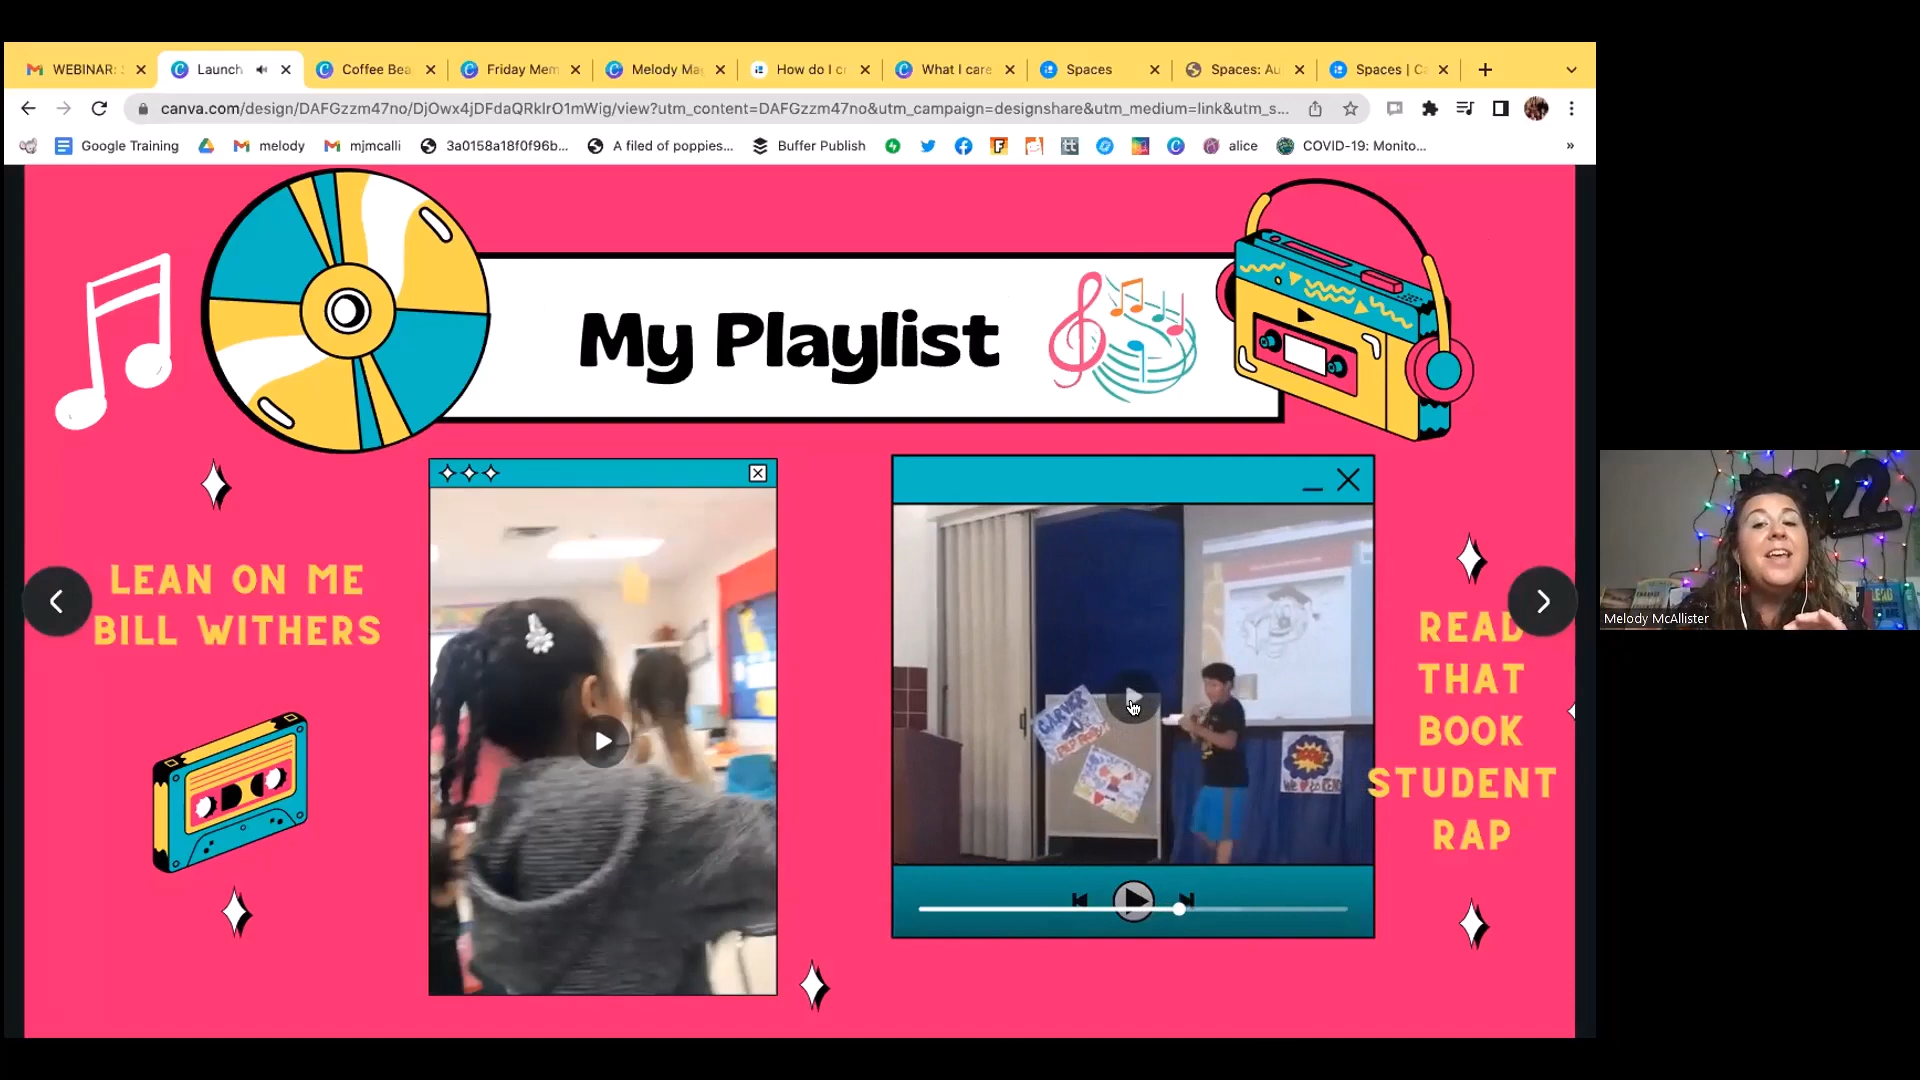 WEBINAR:
Launch
Coffee Bea
Friday Mem
Melody Ma
How do I c
What I care
Spaces
Spaces: Au
Spaces | C
canva.com/design/DAFGzzm47no/DjOwx4jDFdaQRklrO1mWig/view?utm_content=DAFGzzm47no&utm_campaign=designshare&utm_medium=link&utm_s...
Google Training
melody
mjmcalli
3a0158a18f0f96b...
A filed of poppies...
Buffer Publish
tt
alice
COVID-19: Monito...
»
My Playlist
LEAN ON ME
BILL WITHERS
CARVER
READ
THAT
BOOK
STUDENT
RAP
Melody McAllister